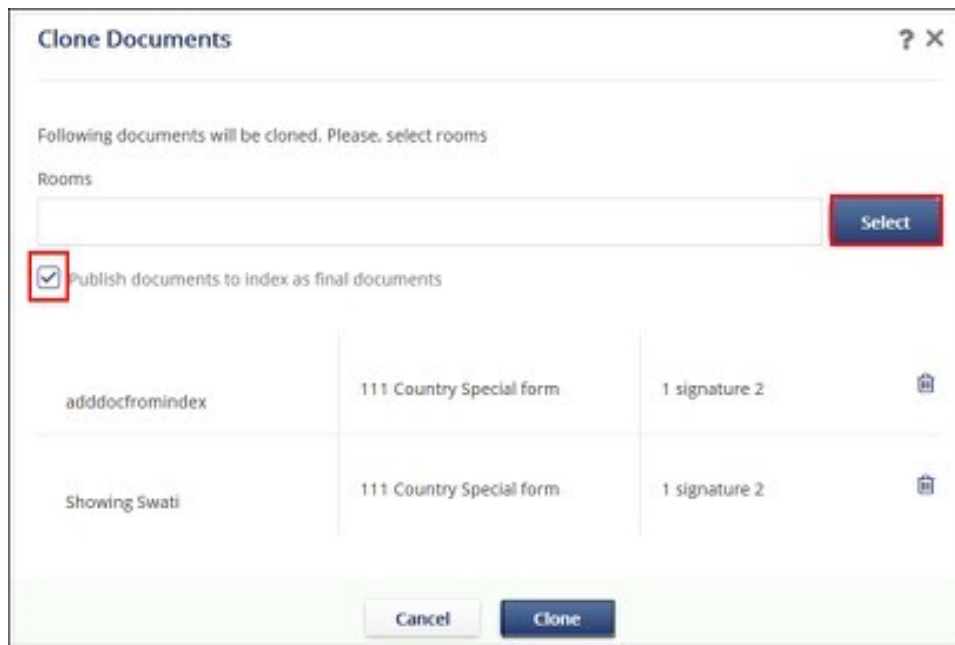 Clone Documents ? ✕
Following documents will be cloned. Please, select rooms
Rooms
Select
Publish documents to index as final documents
adddocfromindex 111 Country Special form 1 signature 2
Showing Swati 111 Country Special form 1 signature 2
Cancel Clone